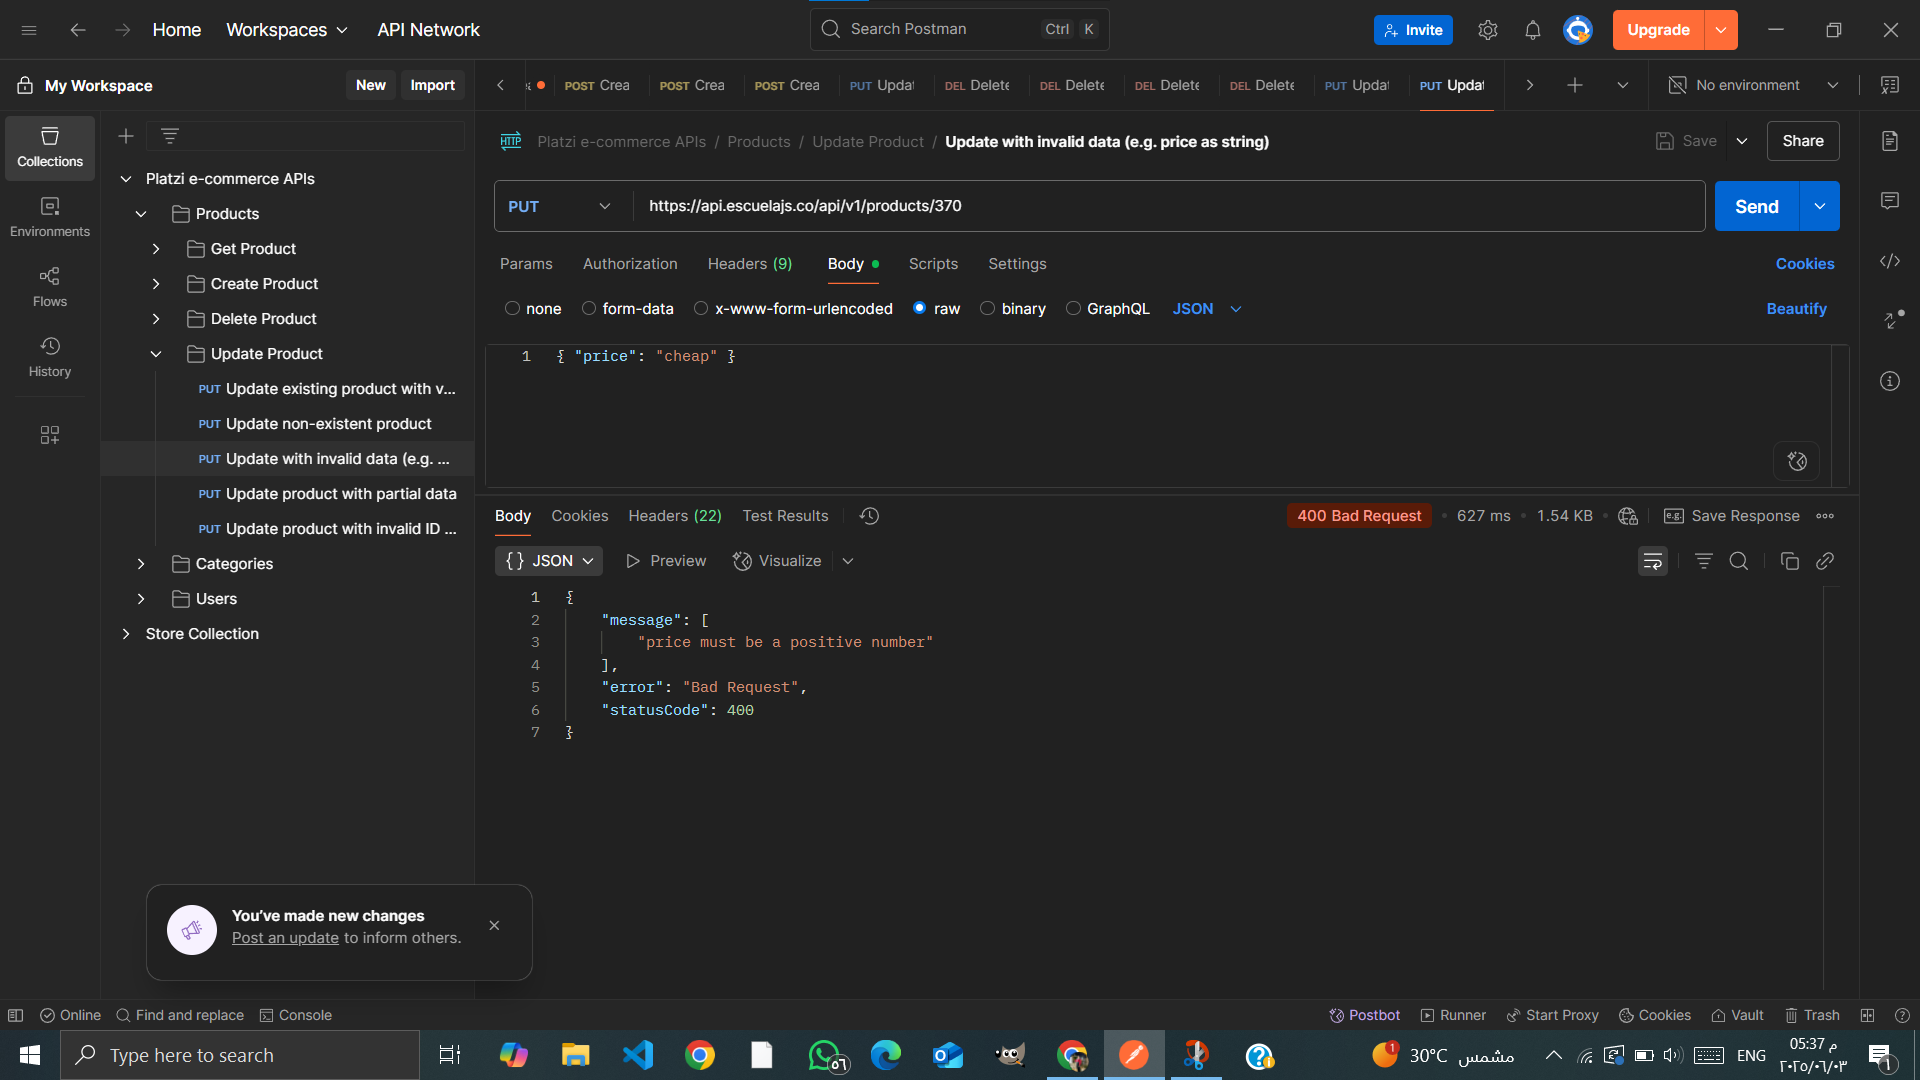 Home
Workspaces
API Network
Search Postman
Ctrl K
Invite
Upgrade
My Workspace
New
Import
POST Crea
POST Crea
POST Crea
PUT Updat
DEL Delete
DEL Delete
DEL Delete
DEL Delete
PUT Updat
PUT Updat
No environment
Collections
Environments
Flows
History
Platzi e-commerce APIs
Products
Get Product
Create Product
Delete Product
Update Product
PUT Update existing product with v...
PUT Update non-existent product
PUT Update with invalid data (e.g. ...
PUT Update product with partial data
PUT Update product with invalid ID ...
Categories
Users
Store Collection
HTTP Platzi e-commerce APIs / Products / Update Product / Update with invalid data (e.g. price as string)
Save
Share
PUT
https://api.escuelajs.co/api/v1/products/370
Send
Params
Authorization
Headers (9)
Body
Scripts
Settings
Cookies
none
form-data
x-www-form-urlencoded
raw
binary
GraphQL
JSON
Beautify
1 { "price": "cheap" }
Body
Cookies
Headers (22)
Test Results
400 Bad Request
627 ms
1.54 KB
e.g. Save Response
{} JSON
Preview
Visualize
1 {
2 "message": [
3 "price must be a positive number"
4 ],
5 "error": "Bad Request",
6 "statusCode": 400
7 }
You've made new changes
Post an update to inform others.
Online
Find and replace
Console
Postbot
Runner
Start Proxy
Cookies
Vault
Trash
Type here to search
٥٦
1
30°C مشمس
ENG
05:37 م
٢٠٢٥/٠٦/٠٣
١